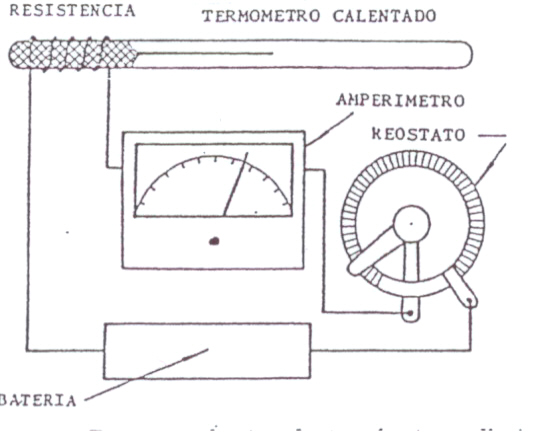 RESISTENCIA
TERMOMETRO CALENTADO
AMPERIMETRO
REOSTATO
BATERIA